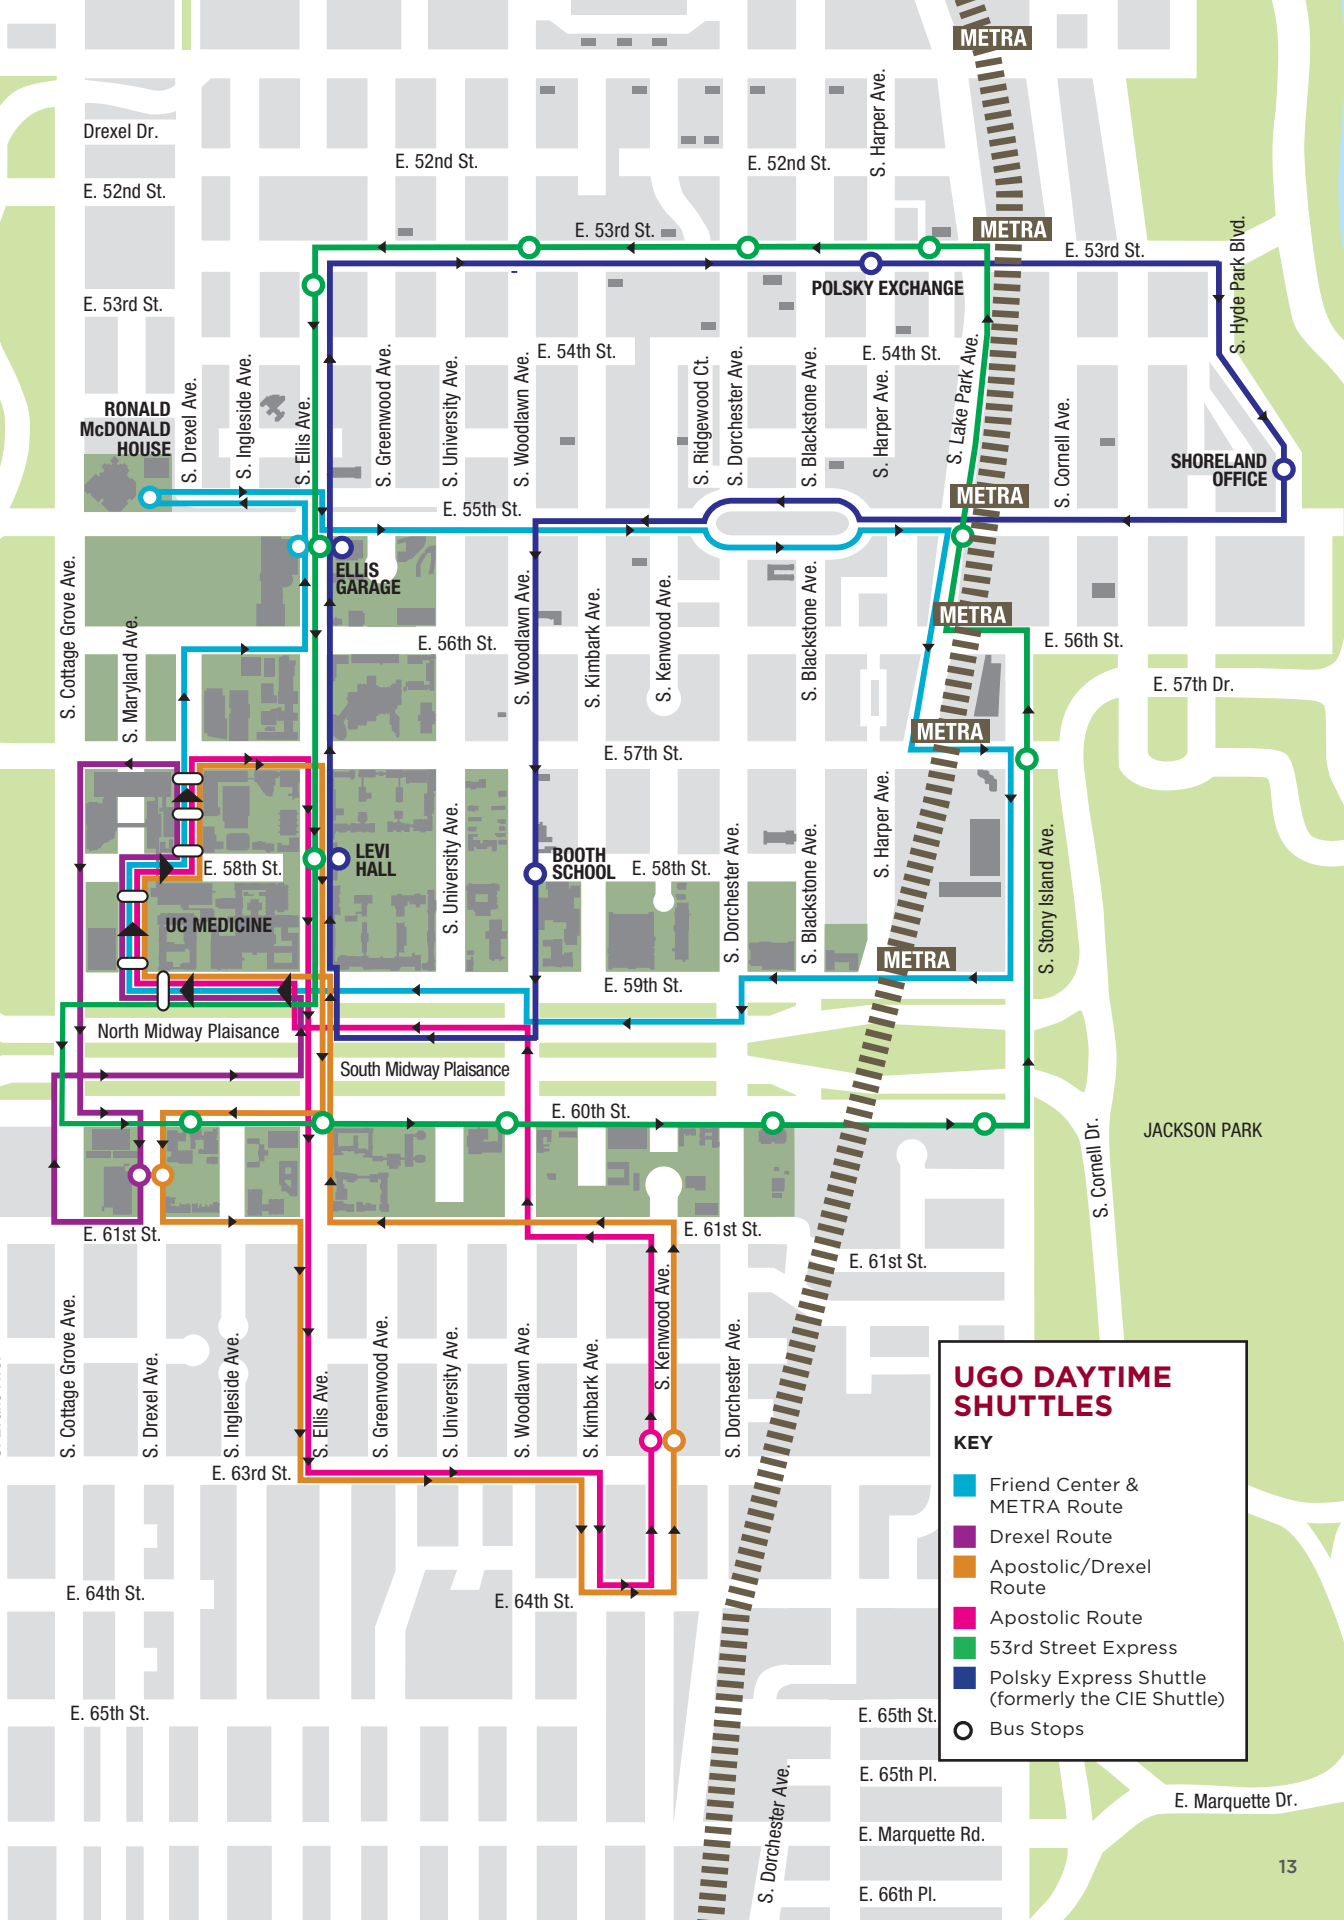 METRA
S. Harper Ave.
Drexel Dr.
E. 52nd St.
E. 52nd St.
E. 52nd St.
METRA
E. 53rd St.
E. 53rd St.
S. Hyde Park Blvd.
POLSKY EXCHANGE
E. 53rd St.
E. 54th St.
E. 54th St.
S. Drexel Ave.
S. Ingleside Ave.
S. Ellis Ave.
S. Greenwood Ave.
S. University Ave.
S. Woodlawn Ave.
S. Ridgewood Ct.
S. Dorchester Ave.
S. Blackstone Ave.
S. Harper Ave.
S. Lake Park Ave.
S. Cornell Ave.
RONALD
McDONALD
HOUSE
SHORELAND
OFFICE
METRA
E. 55th St.
ELLIS
GARAGE
S. Cottage Grove Ave.
S. Maryland Ave.
S. Woodlawn Ave.
S. Kimbark Ave.
S. Kenwood Ave.
S. Blackstone Ave.
METRA
E. 56th St.
E. 56th St.
E. 57th Dr.
METRA
E. 57th St.
S. Harper Ave.
S. University Ave.
S. Dorchester Ave.
S. Blackstone Ave.
S. Stony Island Ave.
LEVI
HALL
BOOTH
SCHOOL
E. 58th St.
E. 58th St.
UC MEDICINE
METRA
E. 59th St.
North Midway Plaisance
South Midway Plaisance
E. 60th St.
JACKSON PARK
S. Cornell Dr.
E. 61st St.
E. 61st St.
E. 61st St.
S. Cottage Grove Ave.
S. Drexel Ave.
S. Ingleside Ave.
S. Ellis Ave.
S. Greenwood Ave.
S. University Ave.
S. Woodlawn Ave.
S. Kimbark Ave.
S. Kenwood Ave.
S. Dorchester Ave.
E. 63rd St.
E. 64th St.
E. 64th St.
E. 65th St.
E. 65th St.
E. 65th Pl.
S. Dorchester Ave.
E. Marquette Dr.
E. Marquette Rd.
E. 66th Pl.
UGO DAYTIME
SHUTTLES
KEY
Friend Center &
METRA Route
Drexel Route
Apostolic/Drexel
Route
Apostolic Route
53rd Street Express
Polsky Express Shuttle
(formerly the CIE Shuttle)
Bus Stops
13